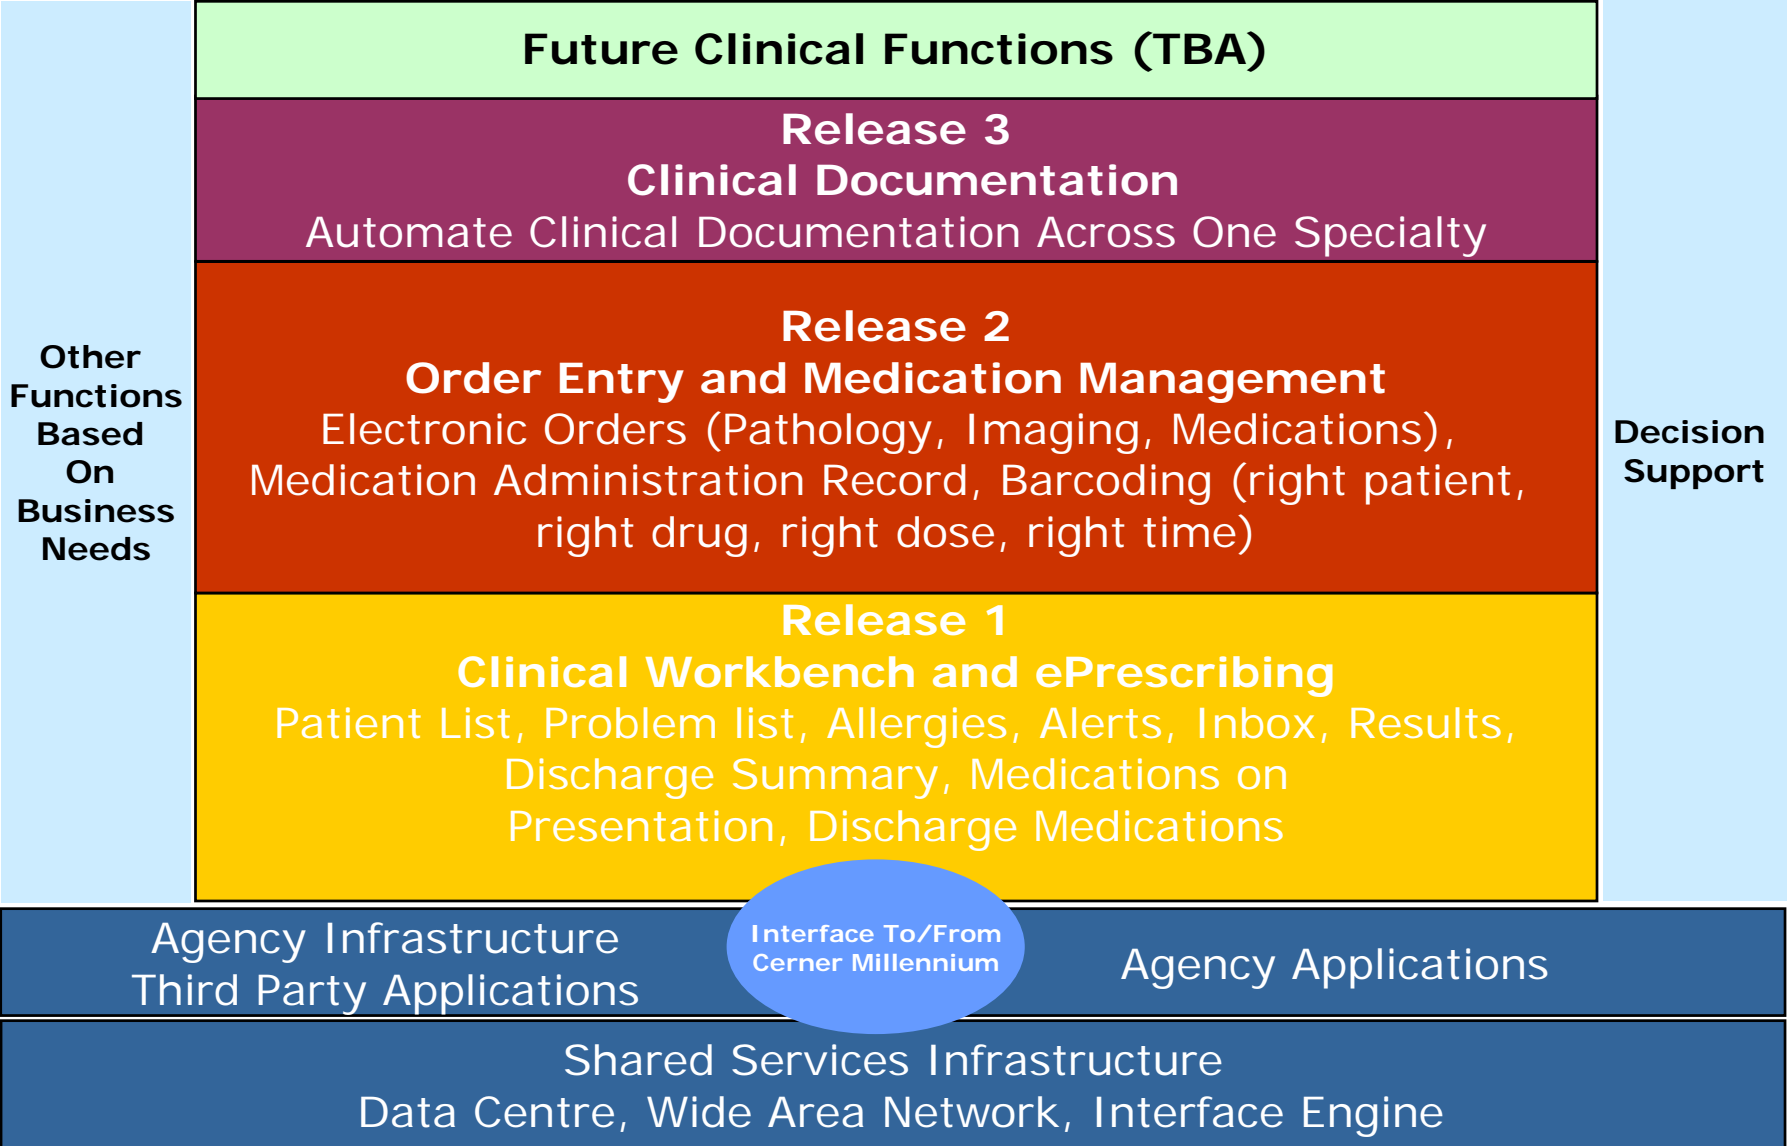 Future Clinical Functions (TBA)
Release 3
Clinical Documentation
Automate Clinical Documentation Across One Specialty
Other
Functions
Based
On
Business
Needs
Release 2
Order Entry and Medication Management
Electronic Orders (Pathology, Imaging, Medications),
Medication Administration Record, Barcoding (right patient,
right drug, right dose, right time)
Decision
Support
Release 1
Clinical Workbench and ePrescribing
Patient List, Problem list, Allergies, Alerts, Inbox, Results,
Discharge Summary, Medications on
Presentation, Discharge Medications
Agency Infrastructure
Third Party Applications
Interface To/From
Cerner Millennium
Agency Applications
Shared Services Infrastructure
Data Centre, Wide Area Network, Interface Engine